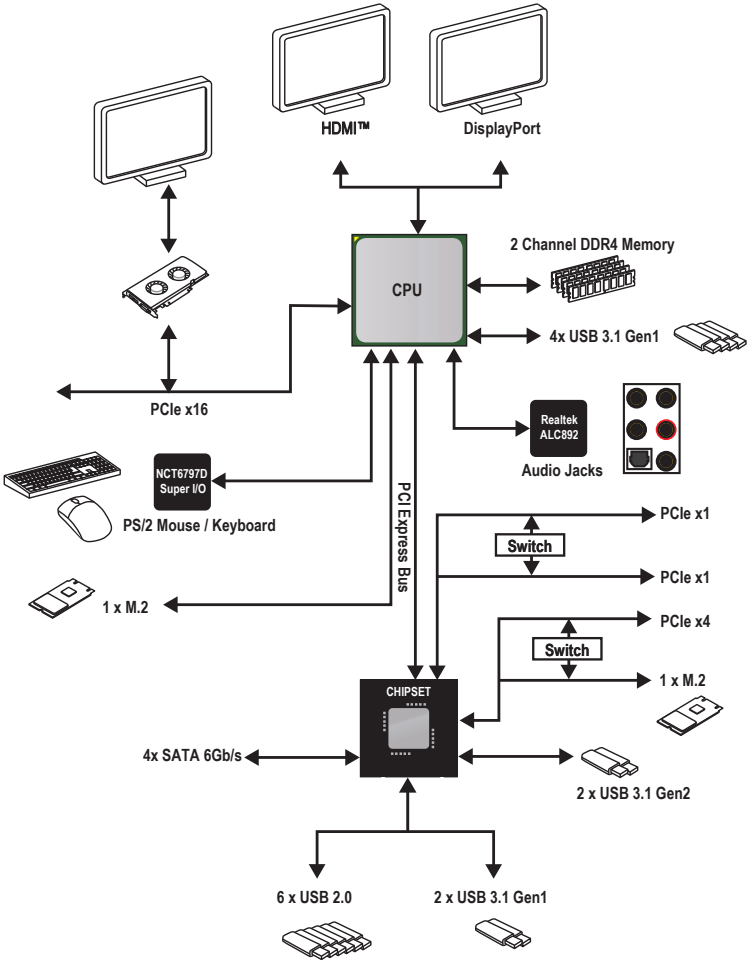 HDMI™
DisplayPort
2 Channel DDR4 Memory
CPU
4x USB 3.1 Gen1
PCIe x16
Realtek
ALC892
Audio Jacks
NCT6797D
Super I/O
PS/2 Mouse / Keyboard
PCI Express Bus
PCIe x1
Switch
PCIe x1
1 x M.2
PCIe x4
Switch
1 x M.2
CHIPSET
4x SATA 6Gb/s
2 x USB 3.1 Gen2
6 x USB 2.0
2 x USB 3.1 Gen1